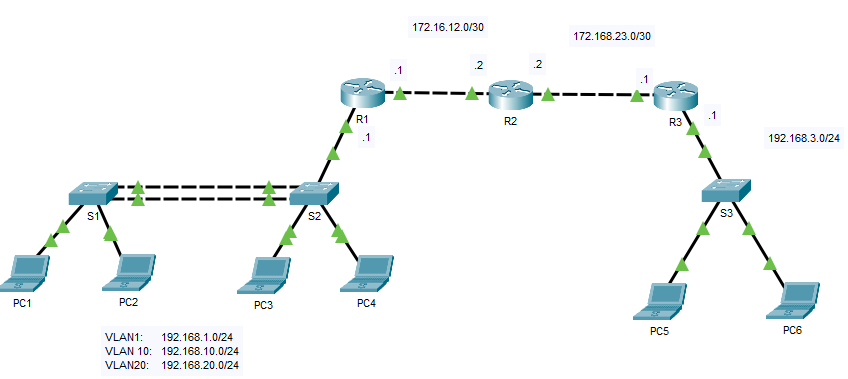 172.16.12.0/30
172.168.23.0/30
.1
.2
.2
.1
R1
R2
R3
.1
.1
192.168.3.0/24
S1
S2
S3
PC1
PC2
PC3
PC4
PC5
PC6
VLAN1: 192.168.1.0/24
VLAN 10: 192.168.10.0/24
VLAN20: 192.168.20.0/24